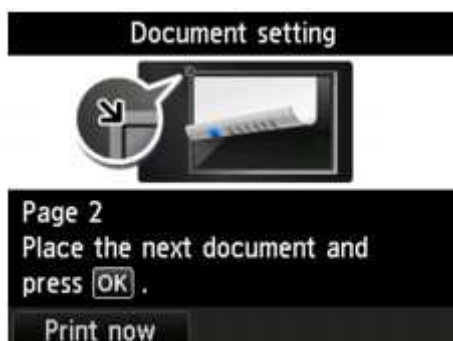 Document setting
Page 2
Place the next document and
press OK .
Print now